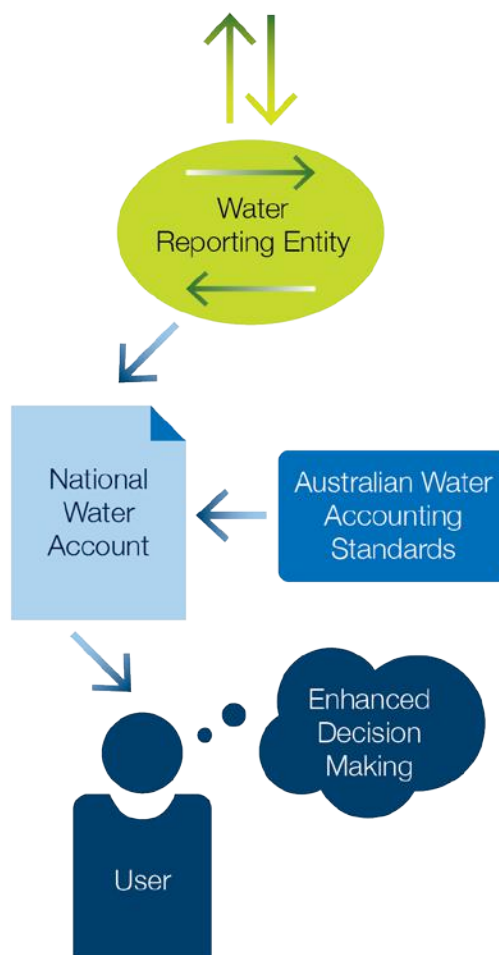 Water
Reporting Entity
National
Water
Account
Australian Water
Accounting
Standards
Enhanced
Decision
Making
User